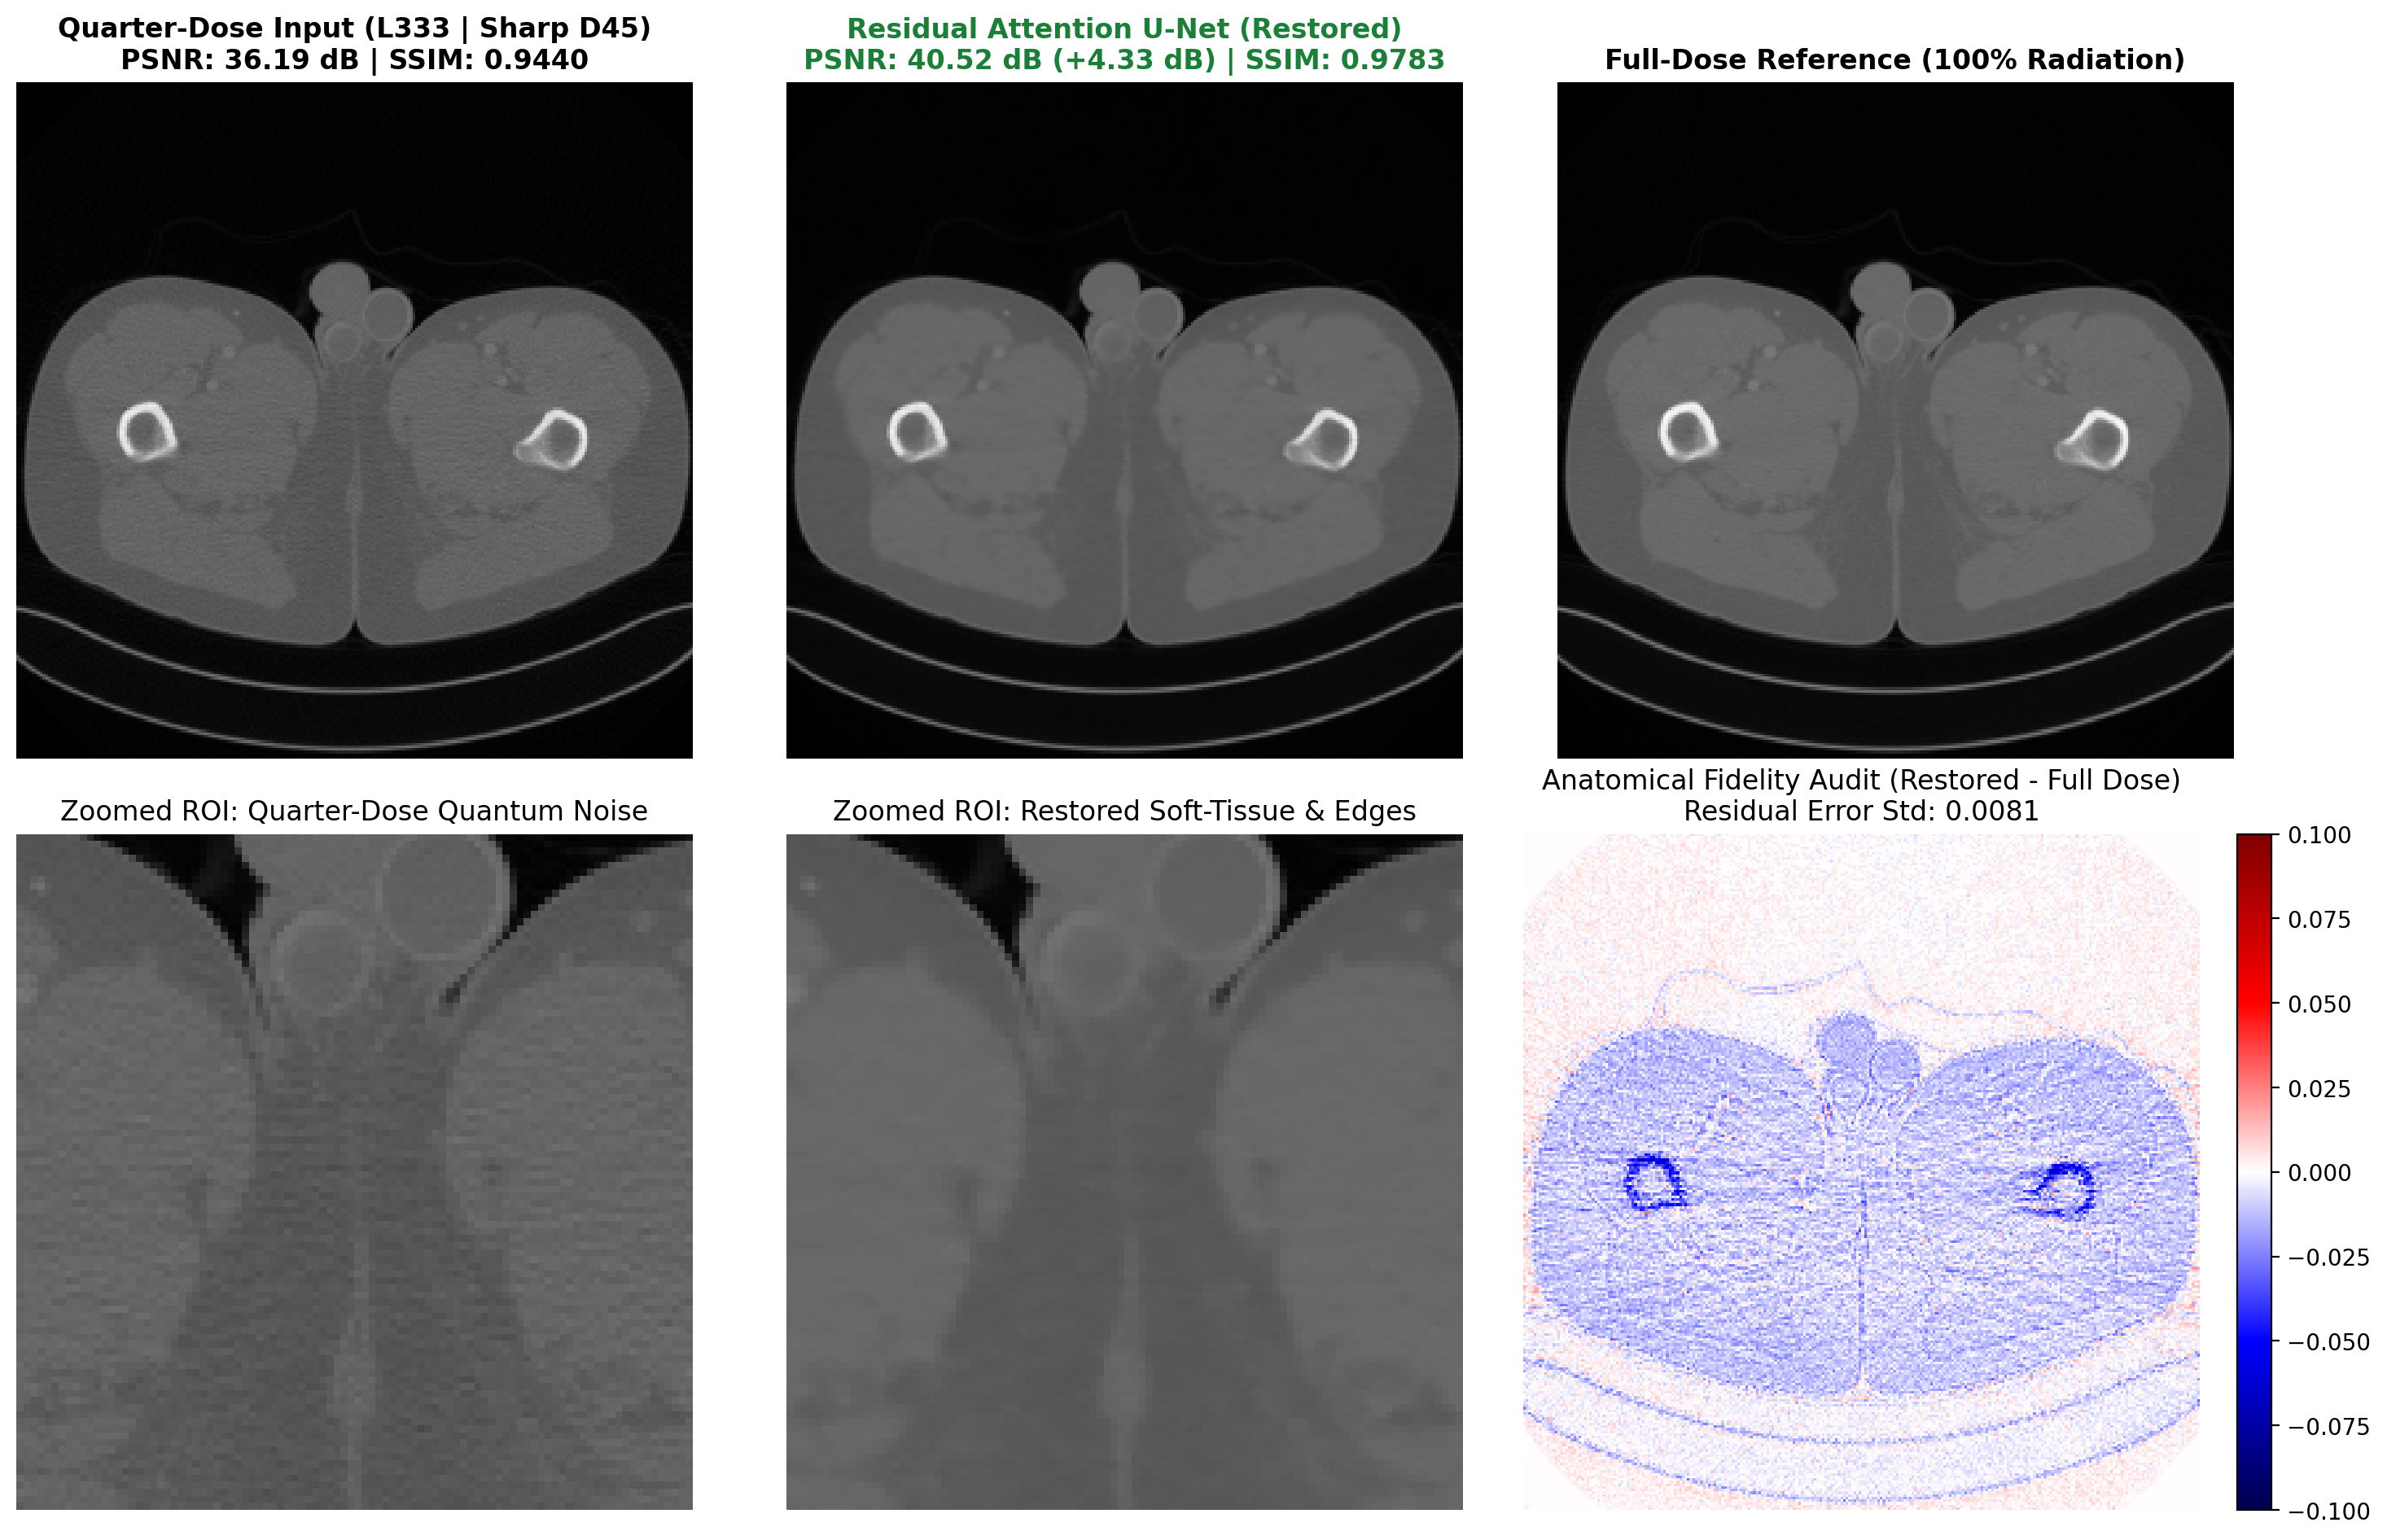 Quarter-Dose Input (L333 | Sharp D45)
PSNR: 36.19 dB | SSIM: 0.9440
Residual Attention U-Net (Restored)
PSNR: 40.52 dB (+4.33 dB) | SSIM: 0.9783
Full-Dose Reference (100% Radiation)
Zoomed ROI: Quarter-Dose Quantum Noise
Zoomed ROI: Restored Soft-Tissue & Edges
Anatomical Fidelity Audit (Restored - Full Dose)
Residual Error Std: 0.0081
0.100
0.075
0.050
0.025
0.000
−0.025
−0.050
−0.075
−0.100